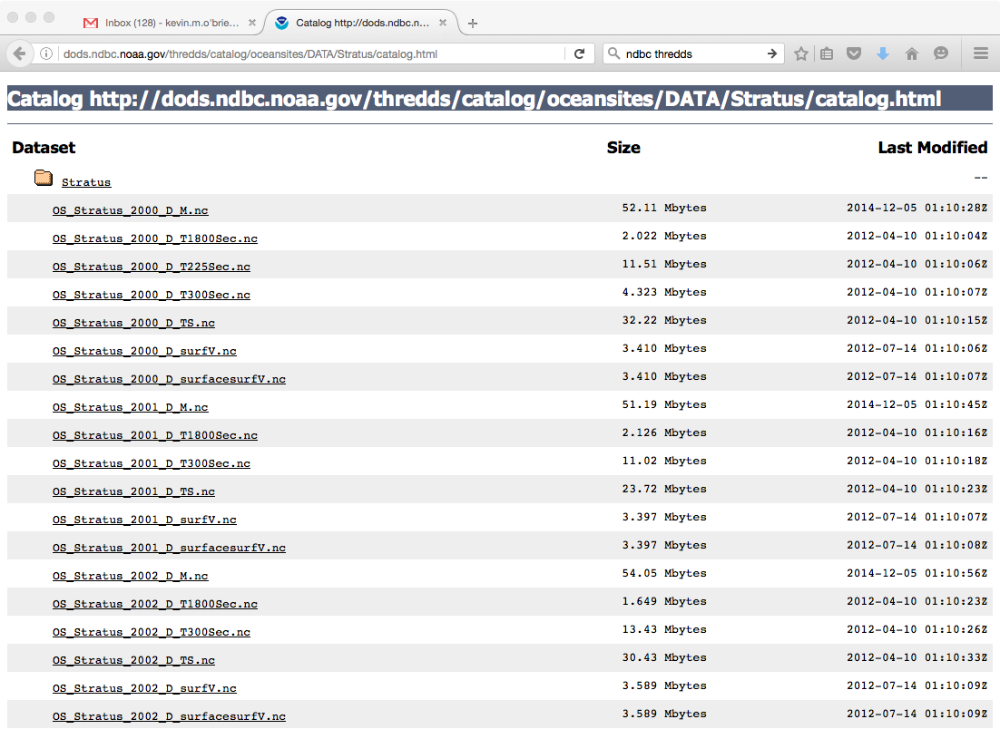 Inbox (128) - kevin.m.o'brie...
Catalog http://dods.ndbc.n...
dods.ndbc.noaa.gov/thredds/catalog/oceansites/DATA/Stratus/catalog.html
ndbc thredds
Catalog http://dods.ndbc.noaa.gov/thredds/catalog/oceansites/DATA/Stratus/catalog.html
Dataset Size Last Modified
Stratus --
OS_Stratus_2000_D_M.nc 52.11 Mbytes 2014-12-05 01:10:28Z
OS_Stratus_2000_D_T1800Sec.nc 2.022 Mbytes 2012-04-10 01:10:04Z
OS_Stratus_2000_D_T225Sec.nc 11.51 Mbytes 2012-04-10 01:10:06Z
OS_Stratus_2000_D_T300Sec.nc 4.323 Mbytes 2012-04-10 01:10:07Z
OS_Stratus_2000_D_TS.nc 32.22 Mbytes 2012-04-10 01:10:15Z
OS_Stratus_2000_D_surfV.nc 3.410 Mbytes 2012-07-14 01:10:06Z
OS_Stratus_2000_D_surfacesurfV.nc 3.410 Mbytes 2012-07-14 01:10:07Z
OS_Stratus_2001_D_M.nc 51.19 Mbytes 2014-12-05 01:10:45Z
OS_Stratus_2001_D_T1800Sec.nc 2.126 Mbytes 2012-04-10 01:10:16Z
OS_Stratus_2001_D_T300Sec.nc 11.02 Mbytes 2012-04-10 01:10:18Z
OS_Stratus_2001_D_TS.nc 23.72 Mbytes 2012-04-10 01:10:23Z
OS_Stratus_2001_D_surfV.nc 3.397 Mbytes 2012-07-14 01:10:07Z
OS_Stratus_2001_D_surfacesurfV.nc 3.397 Mbytes 2012-07-14 01:10:08Z
OS_Stratus_2002_D_M.nc 54.05 Mbytes 2014-12-05 01:10:56Z
OS_Stratus_2002_D_T1800Sec.nc 1.649 Mbytes 2012-04-10 01:10:23Z
OS_Stratus_2002_D_T300Sec.nc 13.43 Mbytes 2012-04-10 01:10:26Z
OS_Stratus_2002_D_TS.nc 30.43 Mbytes 2012-04-10 01:10:33Z
OS_Stratus_2002_D_surfV.nc 3.589 Mbytes 2012-07-14 01:10:09Z
OS_Stratus_2002_D_surfacesurfV.nc 3.589 Mbytes 2012-07-14 01:10:09Z